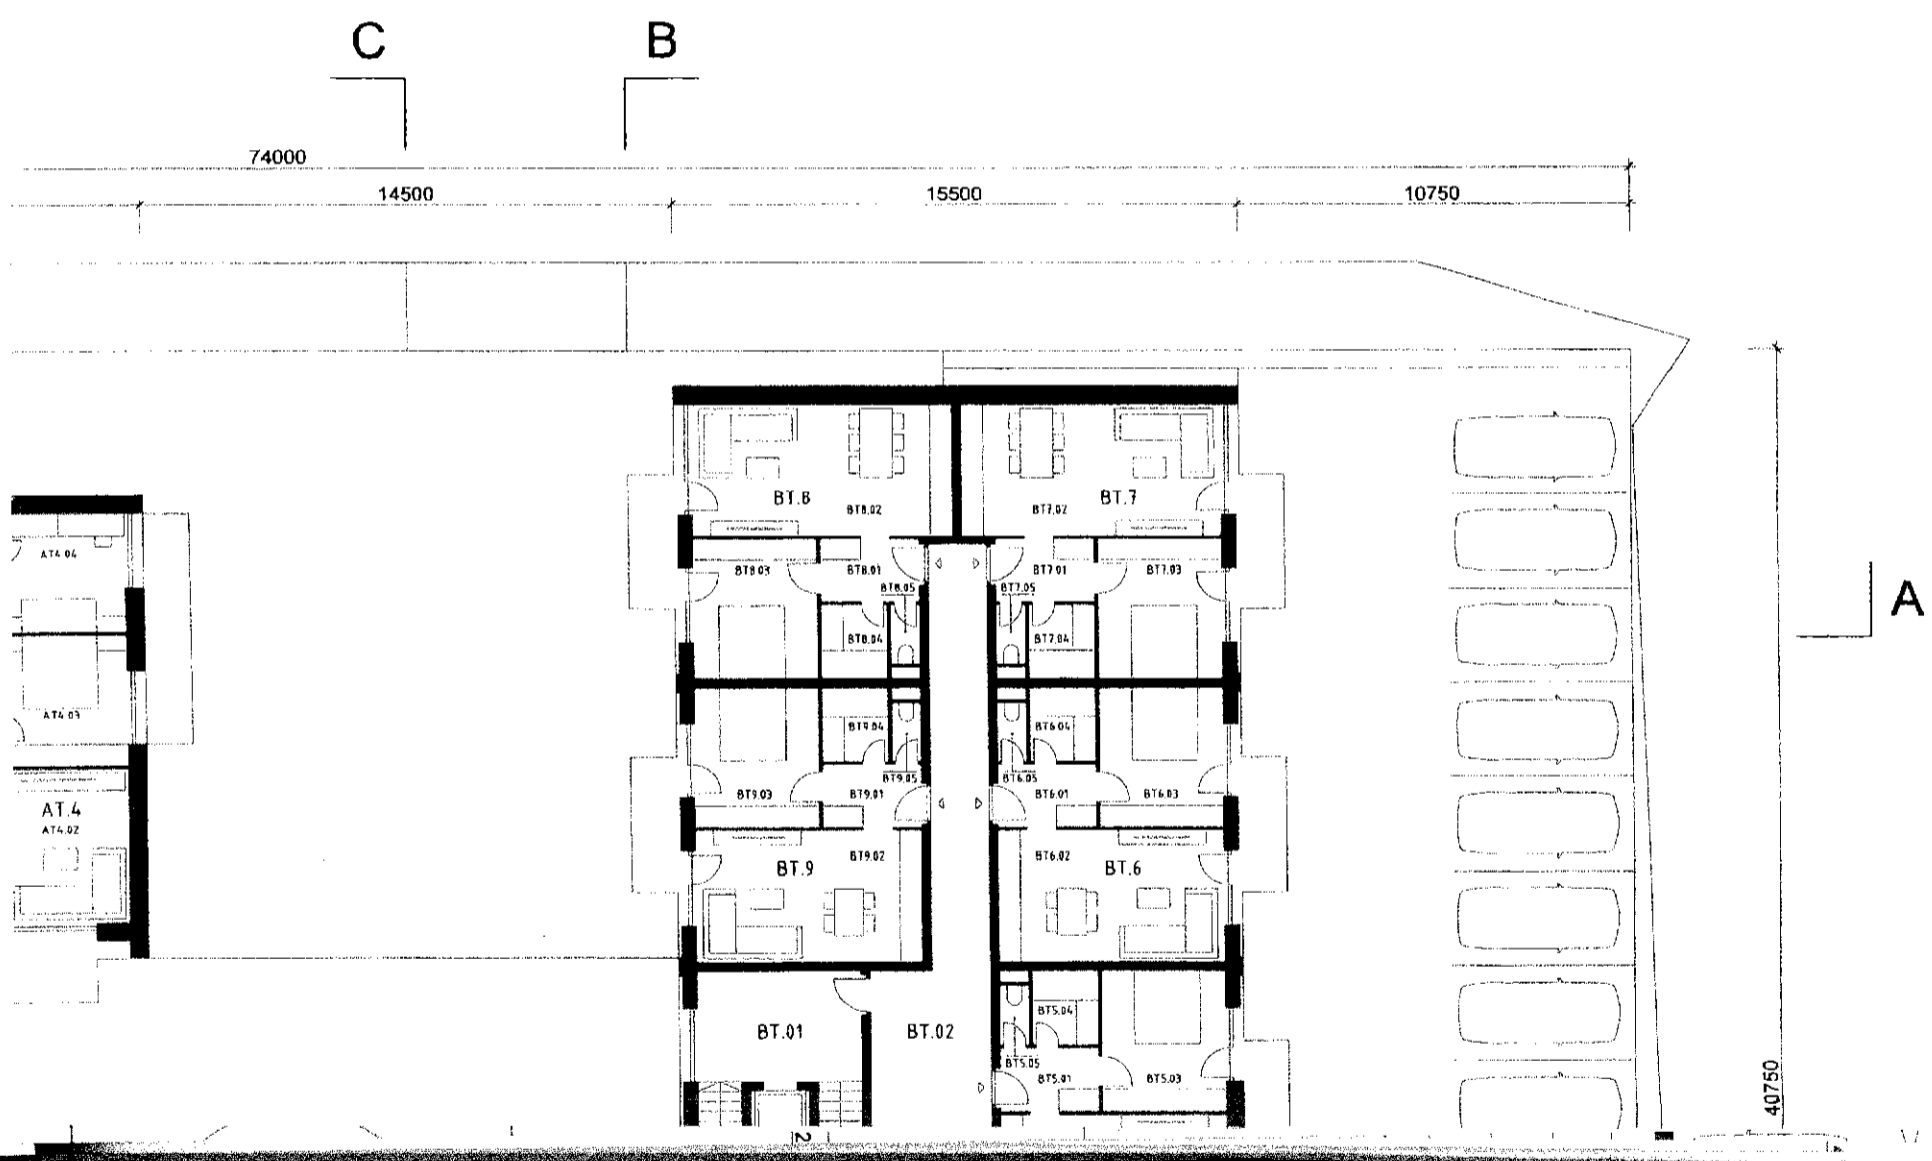 C B
74000
14500 15500 10750
BT.8 BT.7
BT8.02 BT7.02
AT4.04
BT8.03 BT8.01 BT7.01 BT7.03
BT8.05 BT7.05
A
BT8.04 BT7.04
AT4.03
BT9.04 BT6.04
BT9.05 BT6.05
BT9.03 BT9.01 BT6.01 BT6.03
AT.4
AT4.02
BT9.02 BT6.02
BT.9 BT.6
BT5.04
BT.01 BT.02
BT5.05
BT5.01 BT5.03
40750
2